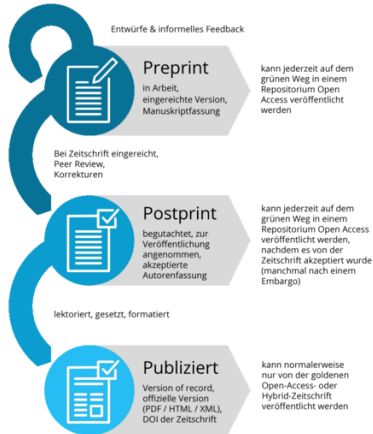 Entwürfe & informelles Feedback
Preprint
in Arbeit,
eingereichte Version,
Manuskriptfassung
kann jederzeit auf dem
grünen Weg in einem
Repositorium Open
Access veröffentlicht
werden
Bei Zeitschrift eingereicht,
Peer Review,
Korrekturen
Postprint
begutachtet, zur
Veröffentlichung
angenommen,
akzeptierte
Autorenfassung
kann jederzeit auf dem
grünen Weg in einem
Repositorium Open Access
veröffentlicht werden,
nachdem es von der
Zeitschrift akzeptiert wurde
(manchmal nach einem
Embargo)
lektoriert, gesetzt, formatiert
Publiziert
Version of record,
offizielle Version
(PDF / HTML / XML),
DOI der Zeitschrift
kann normalerweise
nur von der goldenen
Open-Access- oder
Hybrid-Zeitschrift
veröffentlicht werden